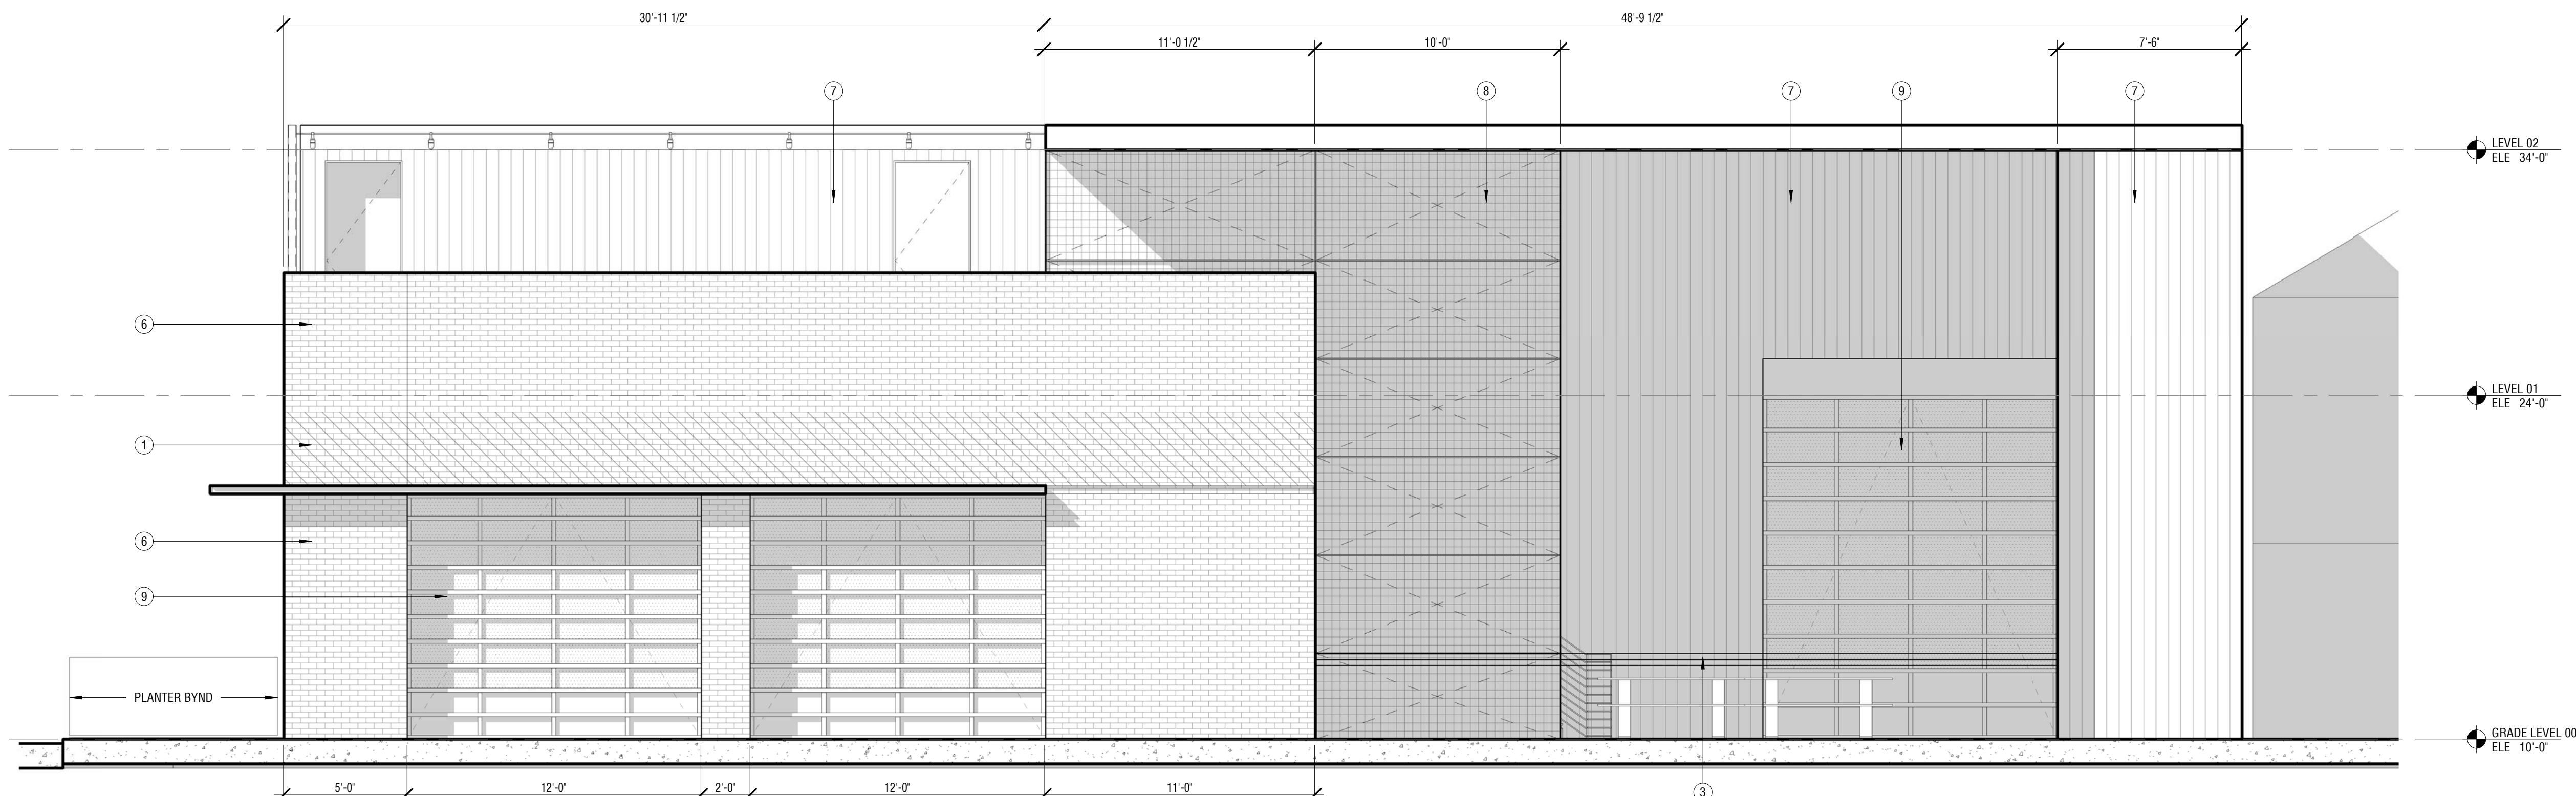 30'-11 1/2"
48'-9 1/2"
11'-0 1/2"
10'-0"
7'-6"
7
8
7
9
7
LEVEL 02
ELE 34'-0"
6
LEVEL 01
ELE 24'-0"
1
6
9
PLANTER BYND
GRADE LEVEL 00
ELE 10'-0"
5'-0"
12'-0"
2'-0"
12'-0"
11'-0"
3